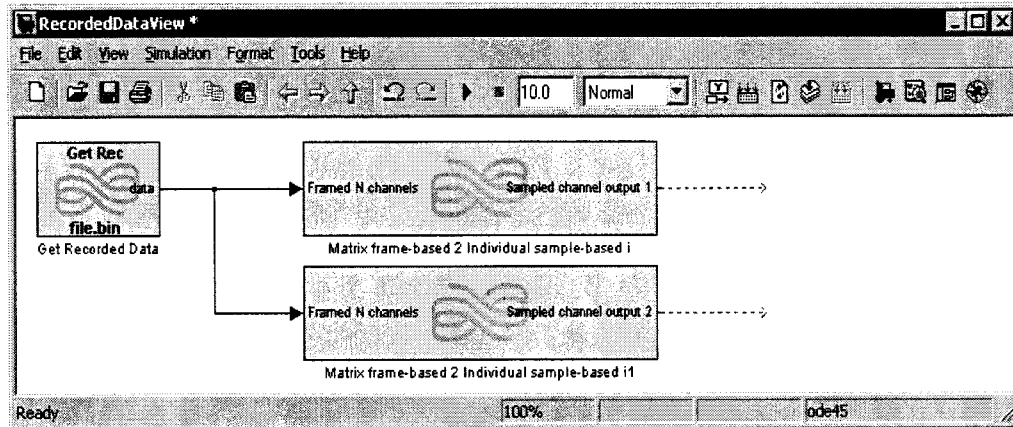 RecordedDataView *
File Edit View Simulation Format Tools Help
10.0 Normal
Get Rec
data
file.bin
Get Recorded Data
Framed N channels Sampled channel output 1
Matrix frame-based 2 Individual sample-based i
Framed N channels Sampled channel output 2
Matrix frame-based 2 Individual sample-based i1
Ready 100% ode45